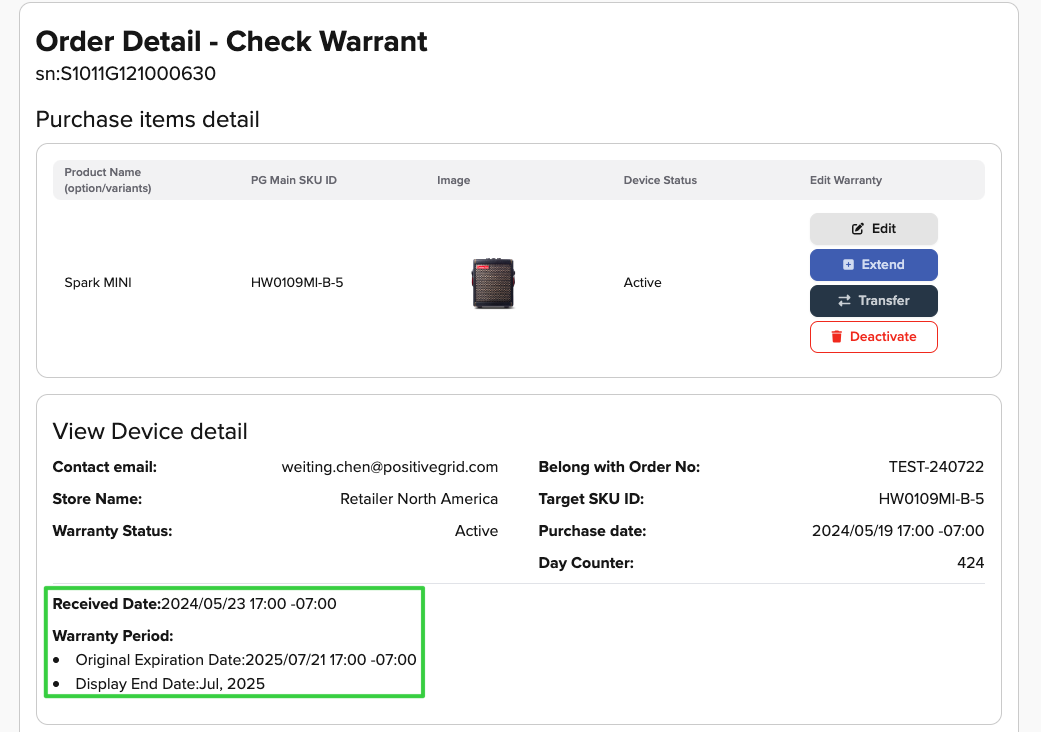 Order Detail - Check Warrant
sn:S1011G121000630
Purchase items detail
Product Name
(option/variants)
PG Main SKU ID
Image
Device Status
Edit Warranty
Spark MINI
HW0109MI-B-5
Active
Edit
Extend
Transfer
Deactivate
View Device detail
Contact email: weiting.chen@positivegrid.com
Belong with Order No: TEST-240722
Store Name: Retailer North America
Target SKU ID: HW0109MI-B-5
Warranty Status: Active
Purchase date: 2024/05/19 17:00 -07:00
Day Counter: 424
Received Date:2024/05/23 17:00 -07:00
Warranty Period:
• Original Expiration Date:2025/07/21 17:00 -07:00
• Display End Date:Jul, 2025